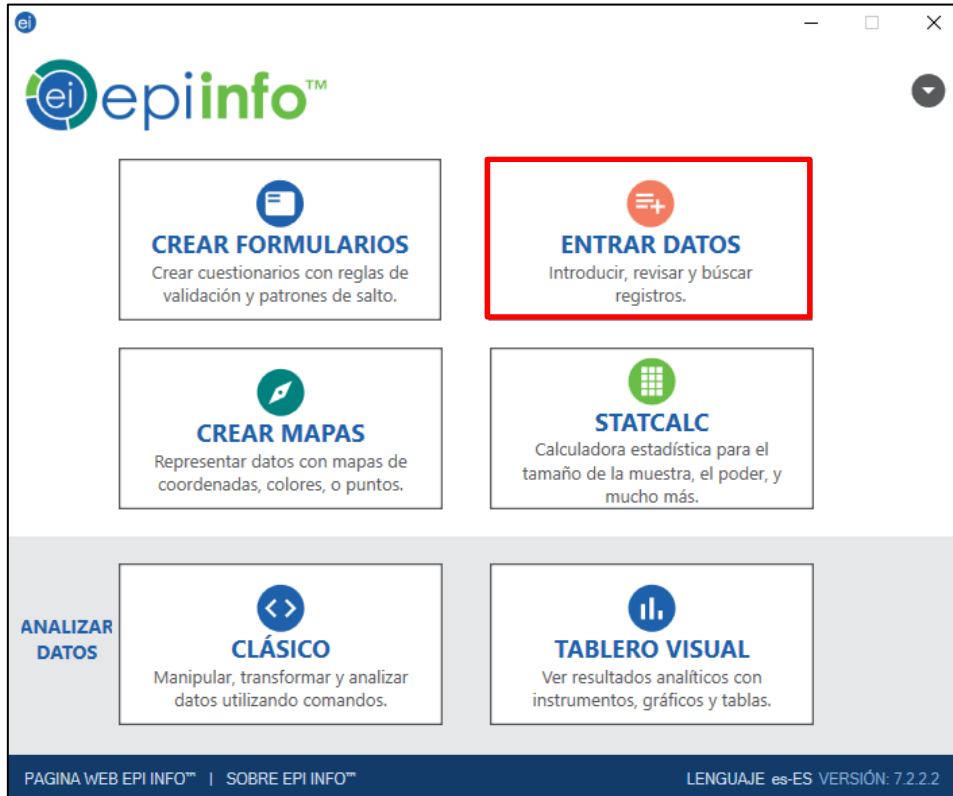 ei
ei epiinfo™
CREAR FORMULARIOS
Crear cuestionarios con reglas de
validación y patrones de salto.
ENTRAR DATOS
Introducir, revisar y búscar
registros.
CREAR MAPAS
Representar datos con mapas de
coordenadas, colores, o puntos.
STATCALC
Calculadora estadística para el
tamaño de la muestra, el poder, y
mucho más.
ANALIZAR
DATOS
CLÁSICO
Manipular, transformar y analizar
datos utilizando comandos.
TABLERO VISUAL
Ver resultados analíticos con
instrumentos, gráficos y tablas.
PAGINA WEB EPI INFO™ | SOBRE EPI INFO™ LENGUAJE es-ES VERSIÓN: 7.2.2.2